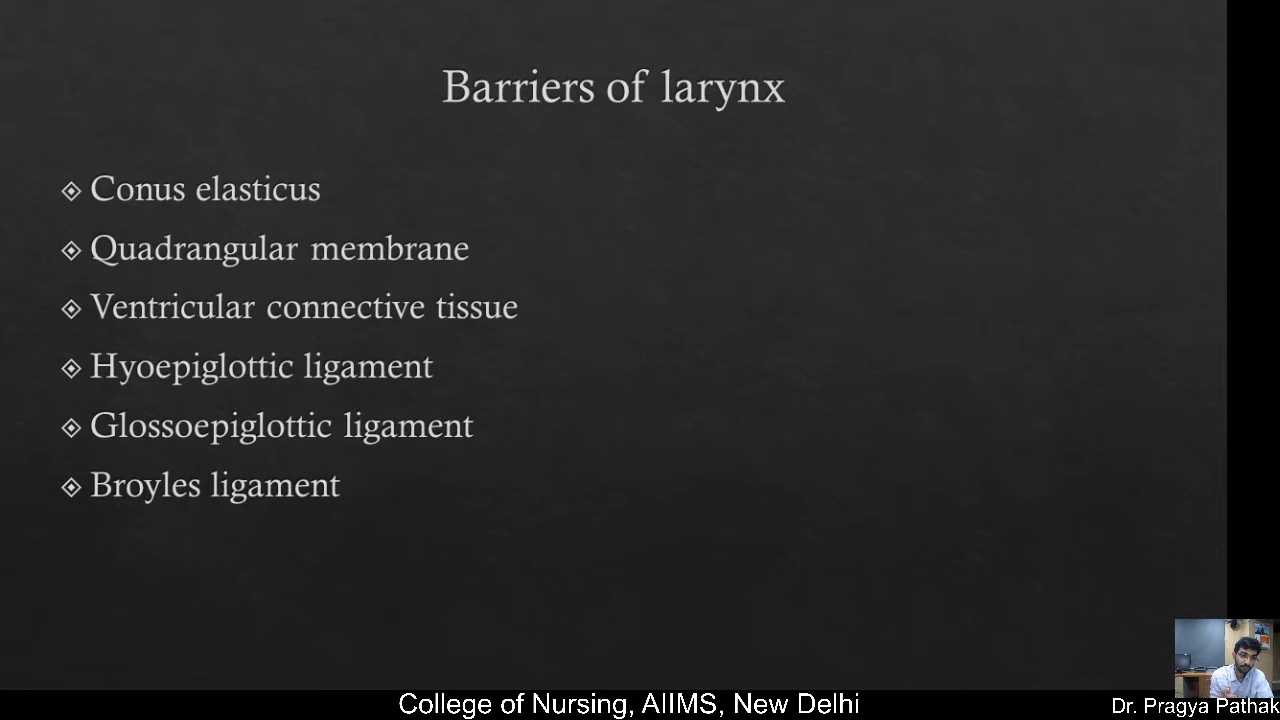 Barriers of larynx
Conus elasticus
Quadrangular membrane
Ventricular connective tissue
Hyoepiglottic ligament
Glossoepiglottic ligament
Broyles ligament
College of Nursing, AIIMS, New Delhi
Dr. Pragya Pathak